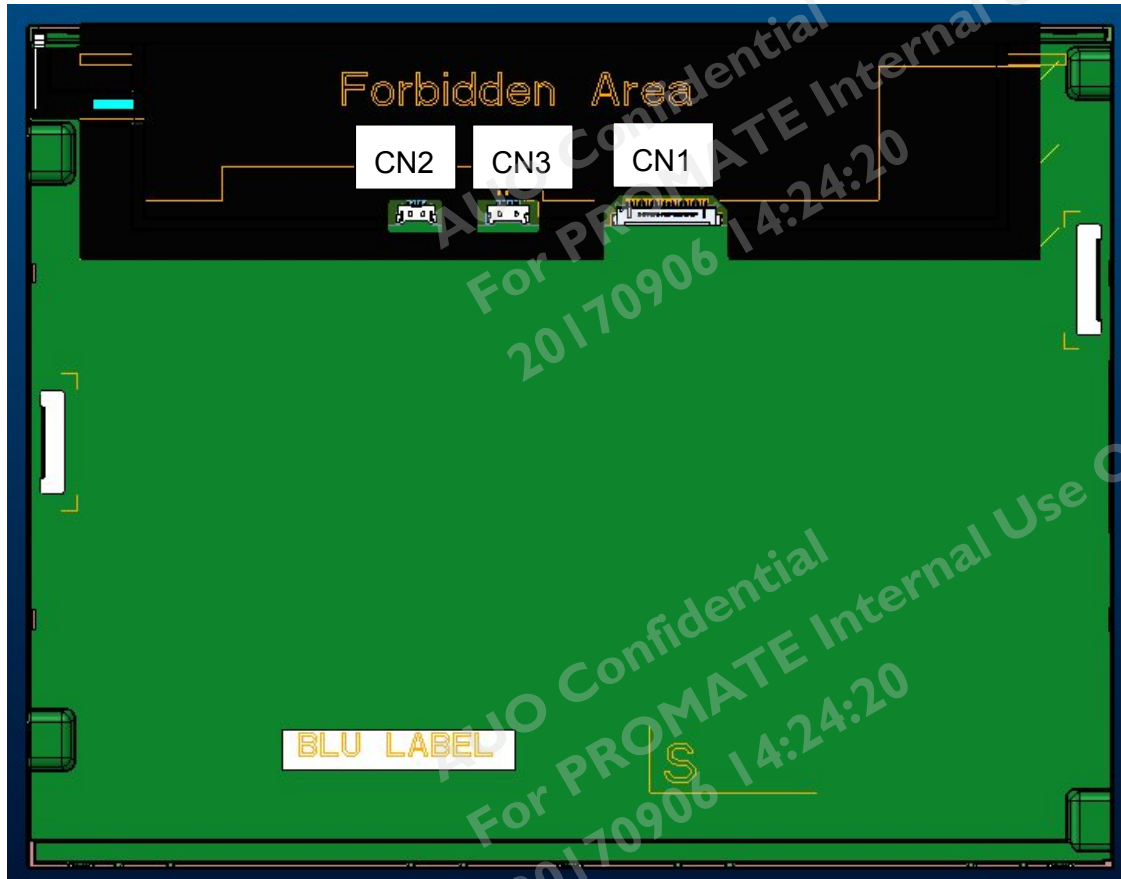 Forbidden Area
CN2 CN3 CN1
AUO Confidential
For PROMATE Internal Use
20170906 14:24:20
AUO Confidential
For PROMATE Internal Use
20170906 14:24:20
BLU LABEL
S